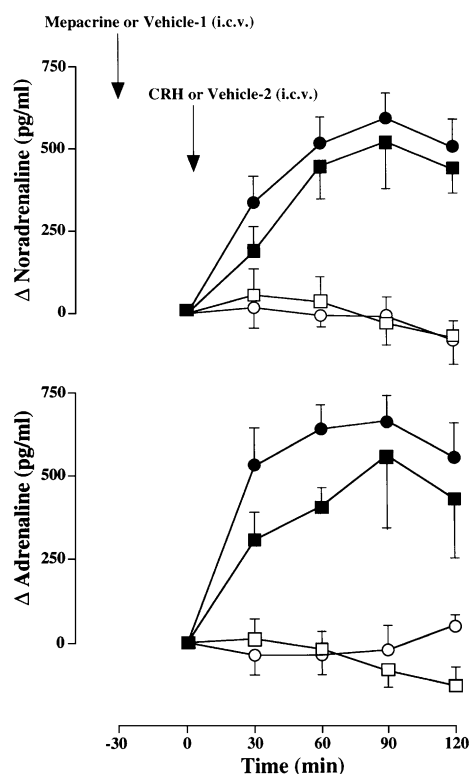 Mepacrine or Vehicle-1 (i.c.v.)
CRH or Vehicle-2 (i.c.v.)
Δ Noradrenaline (pg/ml)
750
500
250
0
Δ Adrenaline (pg/ml)
750
500
250
0
-30 0 30 60 90 120
Time (min)